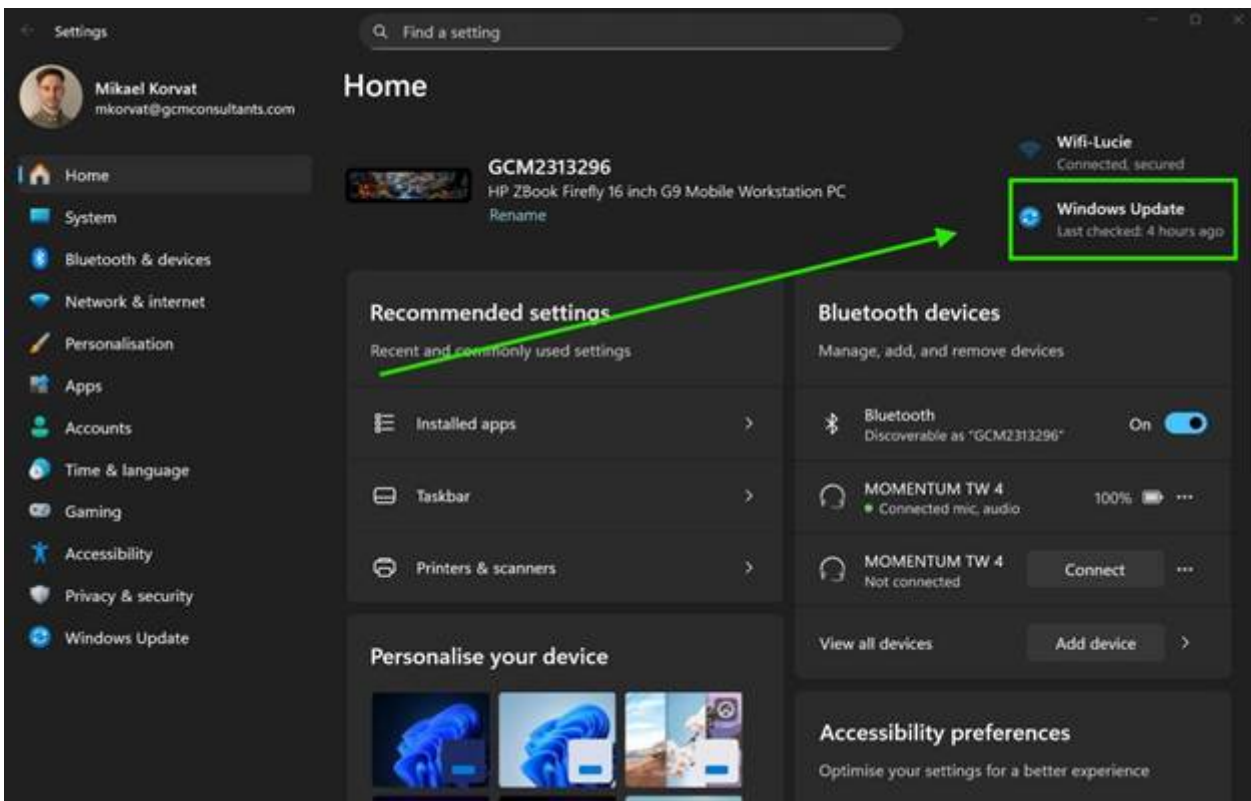 Settings
Find a setting
Mikael Korvat
mkorvat@gcmconsultants.com
Home
System
Bluetooth & devices
Network & internet
Personalisation
Apps
Accounts
Time & language
Gaming
Accessibility
Privacy & security
Windows Update
Home
GCM2313296
HP ZBook Firefly 16 inch G9 Mobile Workstation PC
Rename
Wifi-Lucie
Connected, secured
Windows Update
Last checked: 4 hours ago
Recommended settings
Recent and commonly used settings
Installed apps
Taskbar
Printers & scanners
Personalise your device
Bluetooth devices
Manage, add, and remove devices
Bluetooth
Discoverable as "GCM2313296"
On
MOMENTUM TW 4
Connected mic, audio
100%
MOMENTUM TW 4
Not connected
Connect
View all devices
Add device
Accessibility preferences
Optimise your settings for a better experience